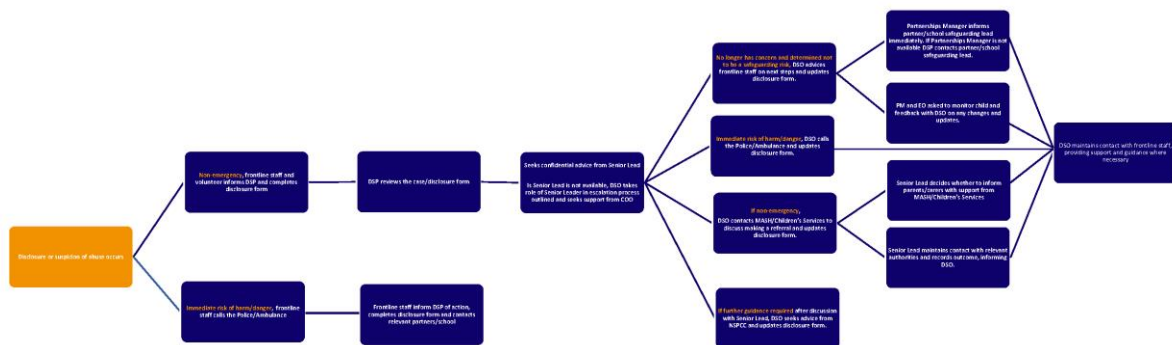 Disclosure or suspicion of abuse occurs
Non-emergency, frontline staff and
volunteer informs DSP and completes
disclosure form
Immediate risk of harm/danger, frontline
staff calls the Police/Ambulance
DSP reviews the case/disclosure form
Frontline staff inform DSP of action,
completes disclosure form and contacts
relevant partners/school
Seeks confidential advice from Senior Lead
Is Senior Lead is not available, DSO takes
role of Senior Leader in escalation process
outlined and seeks support from COO
No longer has concern and determined not
to be a safeguarding risk, DSO advices
frontline staff on next steps and updates
disclosure form.
Immediate risk of harm/danger, DSO calls
the Police/Ambulance and updates
disclosure form.
If non-emergency,
DSO contacts MASH/Children's Services to
discuss making a referral and updates
disclosure form.
If further guidance required after discussion
with Senior Lead, DSO seeks advice from
NSPCC and updates disclosure form.
Partnerships Manager informs
partner/school safeguarding lead
immediately. If Partnerships Manager is not
available DSP contacts partner/school
safeguarding lead.
PM and EO asked to monitor child and
feedback with DSO on any changes and
updates.
Senior Lead decides whether to inform
parents/carers with support from
MASH/Children's Services
Senior Lead maintains contact with relevant
authorities and records outcome, informing
DSO.
DSO maintains contact with frontline staff,
providing support and guidance where
necessary